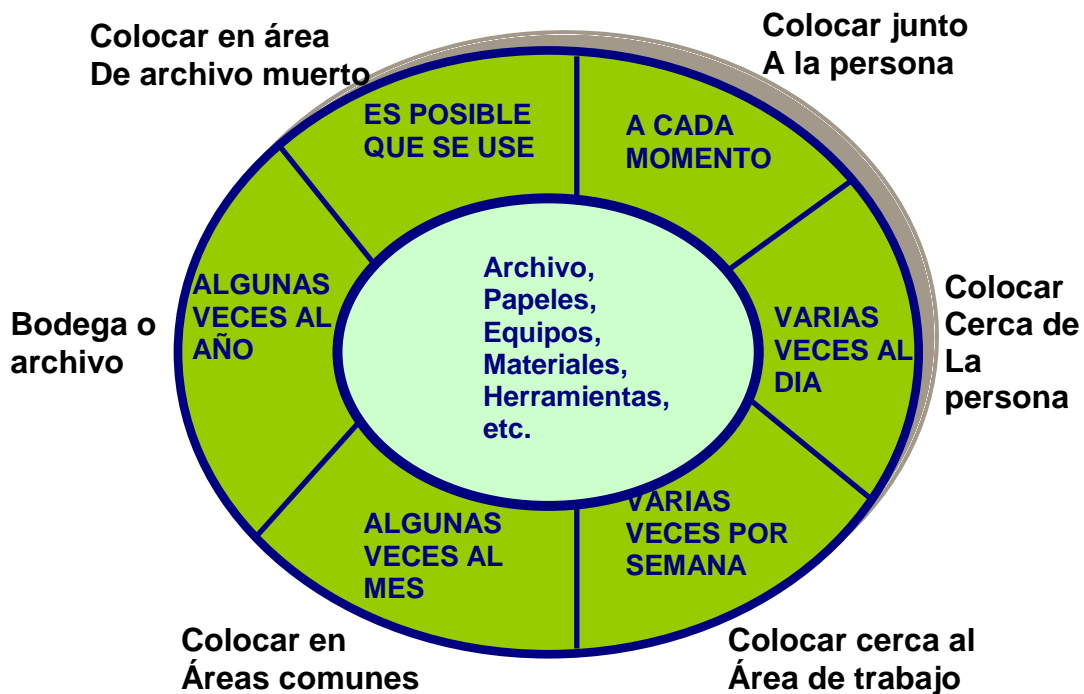 Colocar en área
De archivo muerto
Colocar junto
A la persona
ES POSIBLE
QUE SE USE
A CADA
MOMENTO
ALGUNAS
VECES AL
AÑO
Archivo,
Papeles,
Equipos,
Materiales,
Herramientas,
etc.
VARIAS
VECES AL
DIA
Bodega o
archivo
Colocar
Cerca de
La
persona
ALGUNAS
VECES AL
MES
VARIAS
VECES POR
SEMANA
Colocar en
Áreas comunes
Colocar cerca al
Área de trabajo